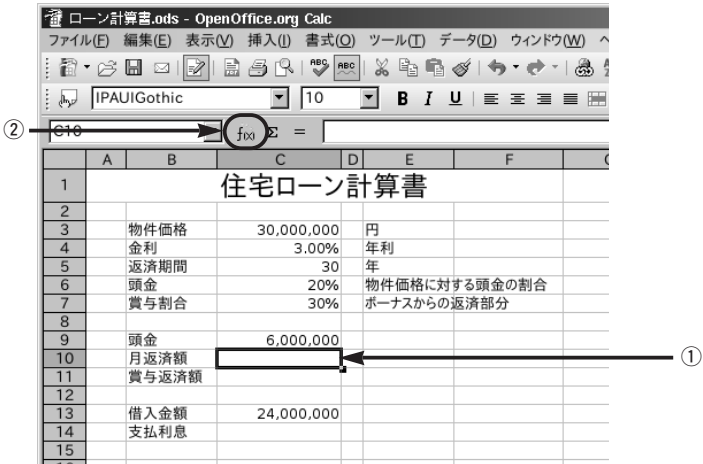 ローン計算書.ods - OpenOffice.org Calc
ファイル(F) 編集(E) 表示(V) 挿入(I) 書式(O) ツール(T) データ(D) ウィンドウ(W) ヘ
ABC ABC
IPAUIGothic 10 B I U
② C10 f(x) Σ =
A B C D E F
1 住宅ローン計算書
2
3 物件価格 30,000,000 円
4 金利 3.00% 年利
5 返済期間 30 年
6 頭金 20% 物件価格に対する頭金の割合
7 賞与割合 30% ボーナスからの返済部分
8
9 頭金 6,000,000
10 月返済額 ①
11 賞与返済額
12
13 借入金額 24,000,000
14 支払利息
15